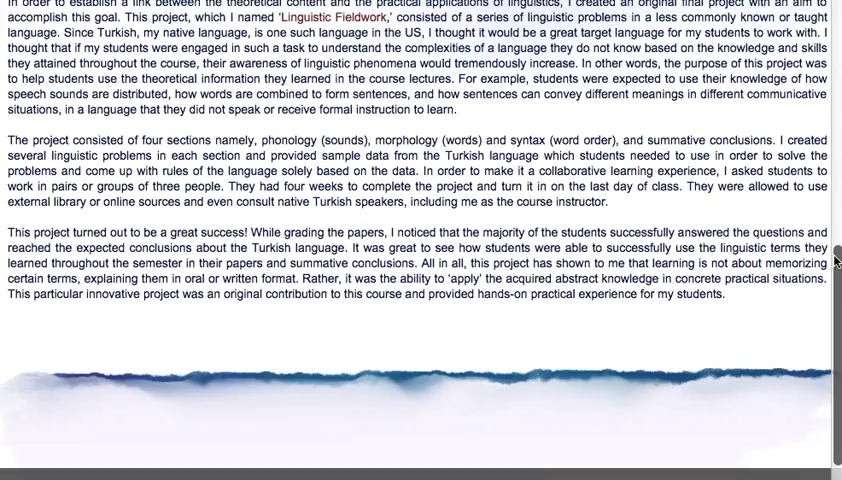 In order to establish a link between the theoretical content and the practical applications of linguistics, I created an original final project with an aim to
accomplish this goal. This project, which I named 'Linguistic Fieldwork,' consisted of a series of linguistic problems in a less commonly known or taught
language. Since Turkish, my native language, is one such language in the US, I thought it would be a great target language for my students to work with. I
thought that if my students were engaged in such a task to understand the complexities of a language they do not know based on the knowledge and skills
they attained throughout the course, their awareness of linguistic phenomena would tremendously increase. In other words, the purpose of this project was
to help students use the theoretical information they learned in the course lectures. For example, students were expected to use their knowledge of how
speech sounds are distributed, how words are combined to form sentences, and how sentences can convey different meanings in different communicative
situations, in a language that they did not speak or receive formal instruction to learn.
The project consisted of four sections namely, phonology (sounds), morphology (words) and syntax (word order), and summative conclusions. I created
several linguistic problems in each section and provided sample data from the Turkish language which students needed to use in order to solve the
problems and come up with rules of the language solely based on the data. In order to make it a collaborative learning experience, I asked students to
work in pairs or groups of three people. They had four weeks to complete the project and turn it in on the last day of class. They were allowed to use
external library or online sources and even consult native Turkish speakers, including me as the course instructor.
This project turned out to be a great success! While grading the papers, I noticed that the majority of the students successfully answered the questions and
reached the expected conclusions about the Turkish language. It was great to see how students were able to successfully use the linguistic terms they
learned throughout the semester in their papers and summative conclusions. All in all, this project has shown to me that learning is not about memorizing
certain terms, explaining them in oral or written format. Rather, it was the ability to 'apply' the acquired abstract knowledge in concrete practical situations.
This particular innovative project was an original contribution to this course and provided hands-on practical experience for my students.